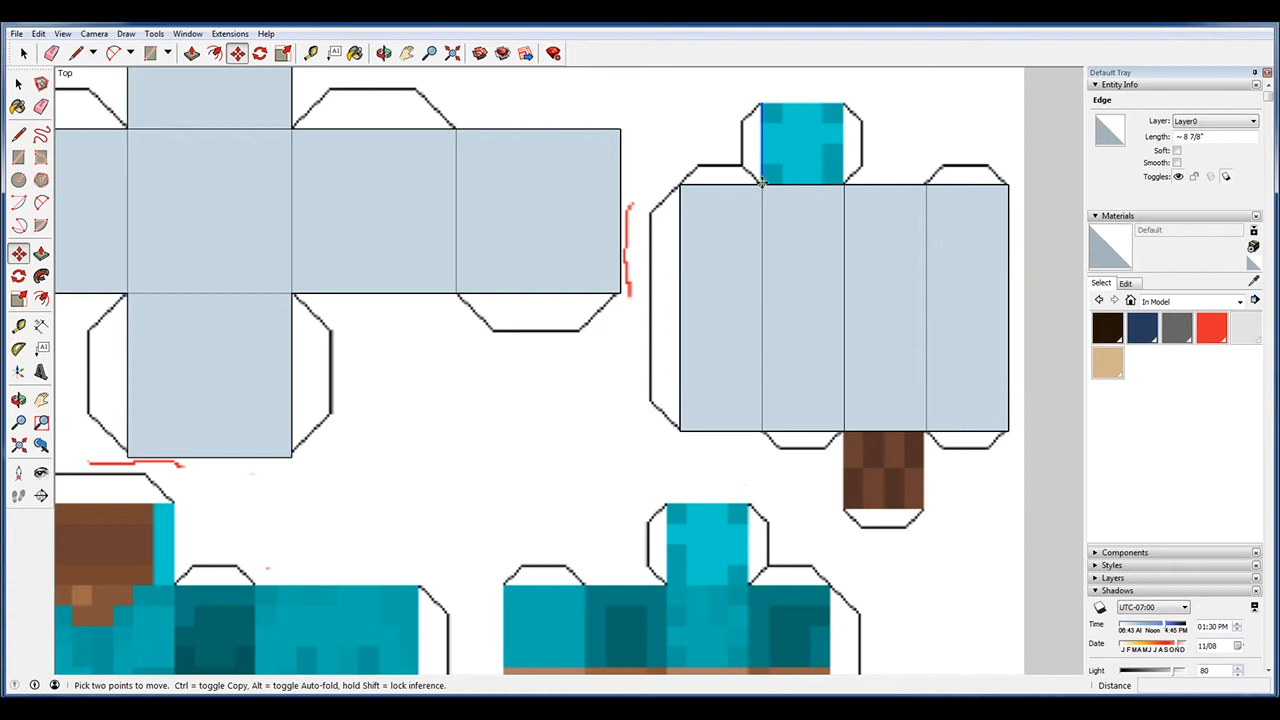 File Edit View Camera Draw Tools Window Extensions Help
Top
Default Tray
Entity Info
Edge
Layer: Layer0
Length: ~ 8 7/8"
Soft:
Smooth:
Toggles:
Materials
Default
Select Edit
In Model
Components
Styles
Layers
Shadows
UTC-07:00
Time
06:43 AM Noon 4:45 PM
01:30 PM
Date
J F M A M J J A S O N D
11/08
Light
80
Pick two points to move. Ctrl = toggle Copy, Alt = toggle Auto-fold, hold Shift = lock inference.
Distance